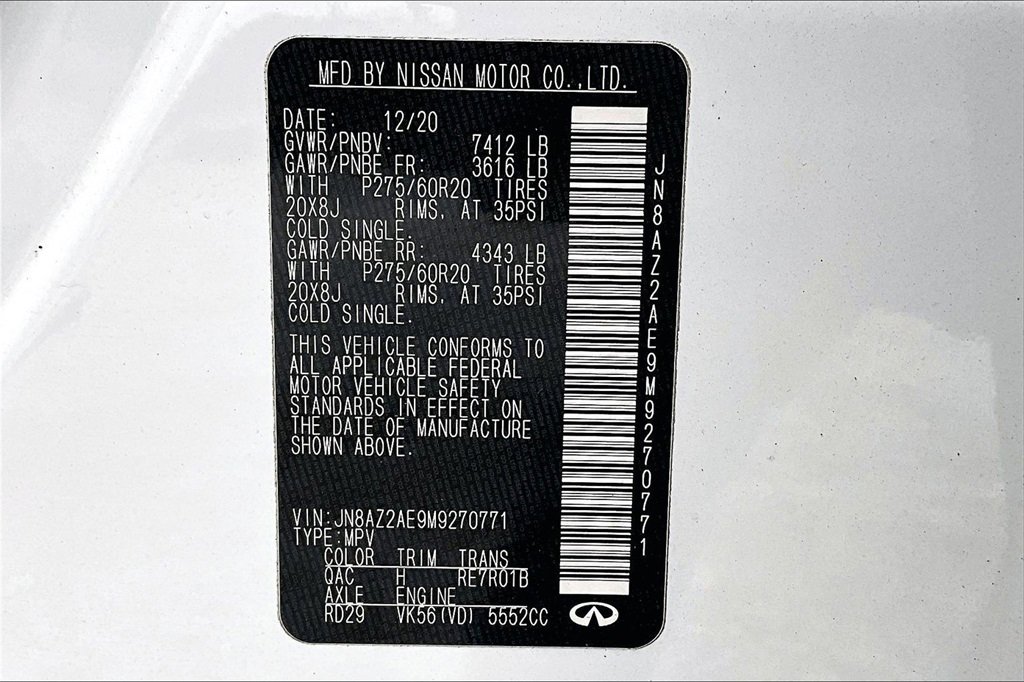 MFD BY NISSAN MOTOR CO.,LTD.
DATE: 12/20
GVWR/PNBV: 7412 LB
GAWR/PNBE FR: 3616 LB
WITH P275/60R20 TIRES
20X8J RIMS, AT 35PSI
COLD SINGLE.
GAWR/PNBE RR: 4343 LB
WITH P275/60R20 TIRES
20X8J RIMS, AT 35PSI
COLD SINGLE.
THIS VEHICLE CONFORMS TO
ALL APPLICABLE FEDERAL
MOTOR VEHICLE SAFETY
STANDARDS IN EFFECT ON
THE DATE OF MANUFACTURE
SHOWN ABOVE.
VIN:JN8AZ2AE9M9270771
TYPE:MPV
COLOR TRIM TRANS
QAC H RE7R01B
AXLE ENGINE
RD29 VK56(VD) 5552CC
JN8AZ2AE9M9270771